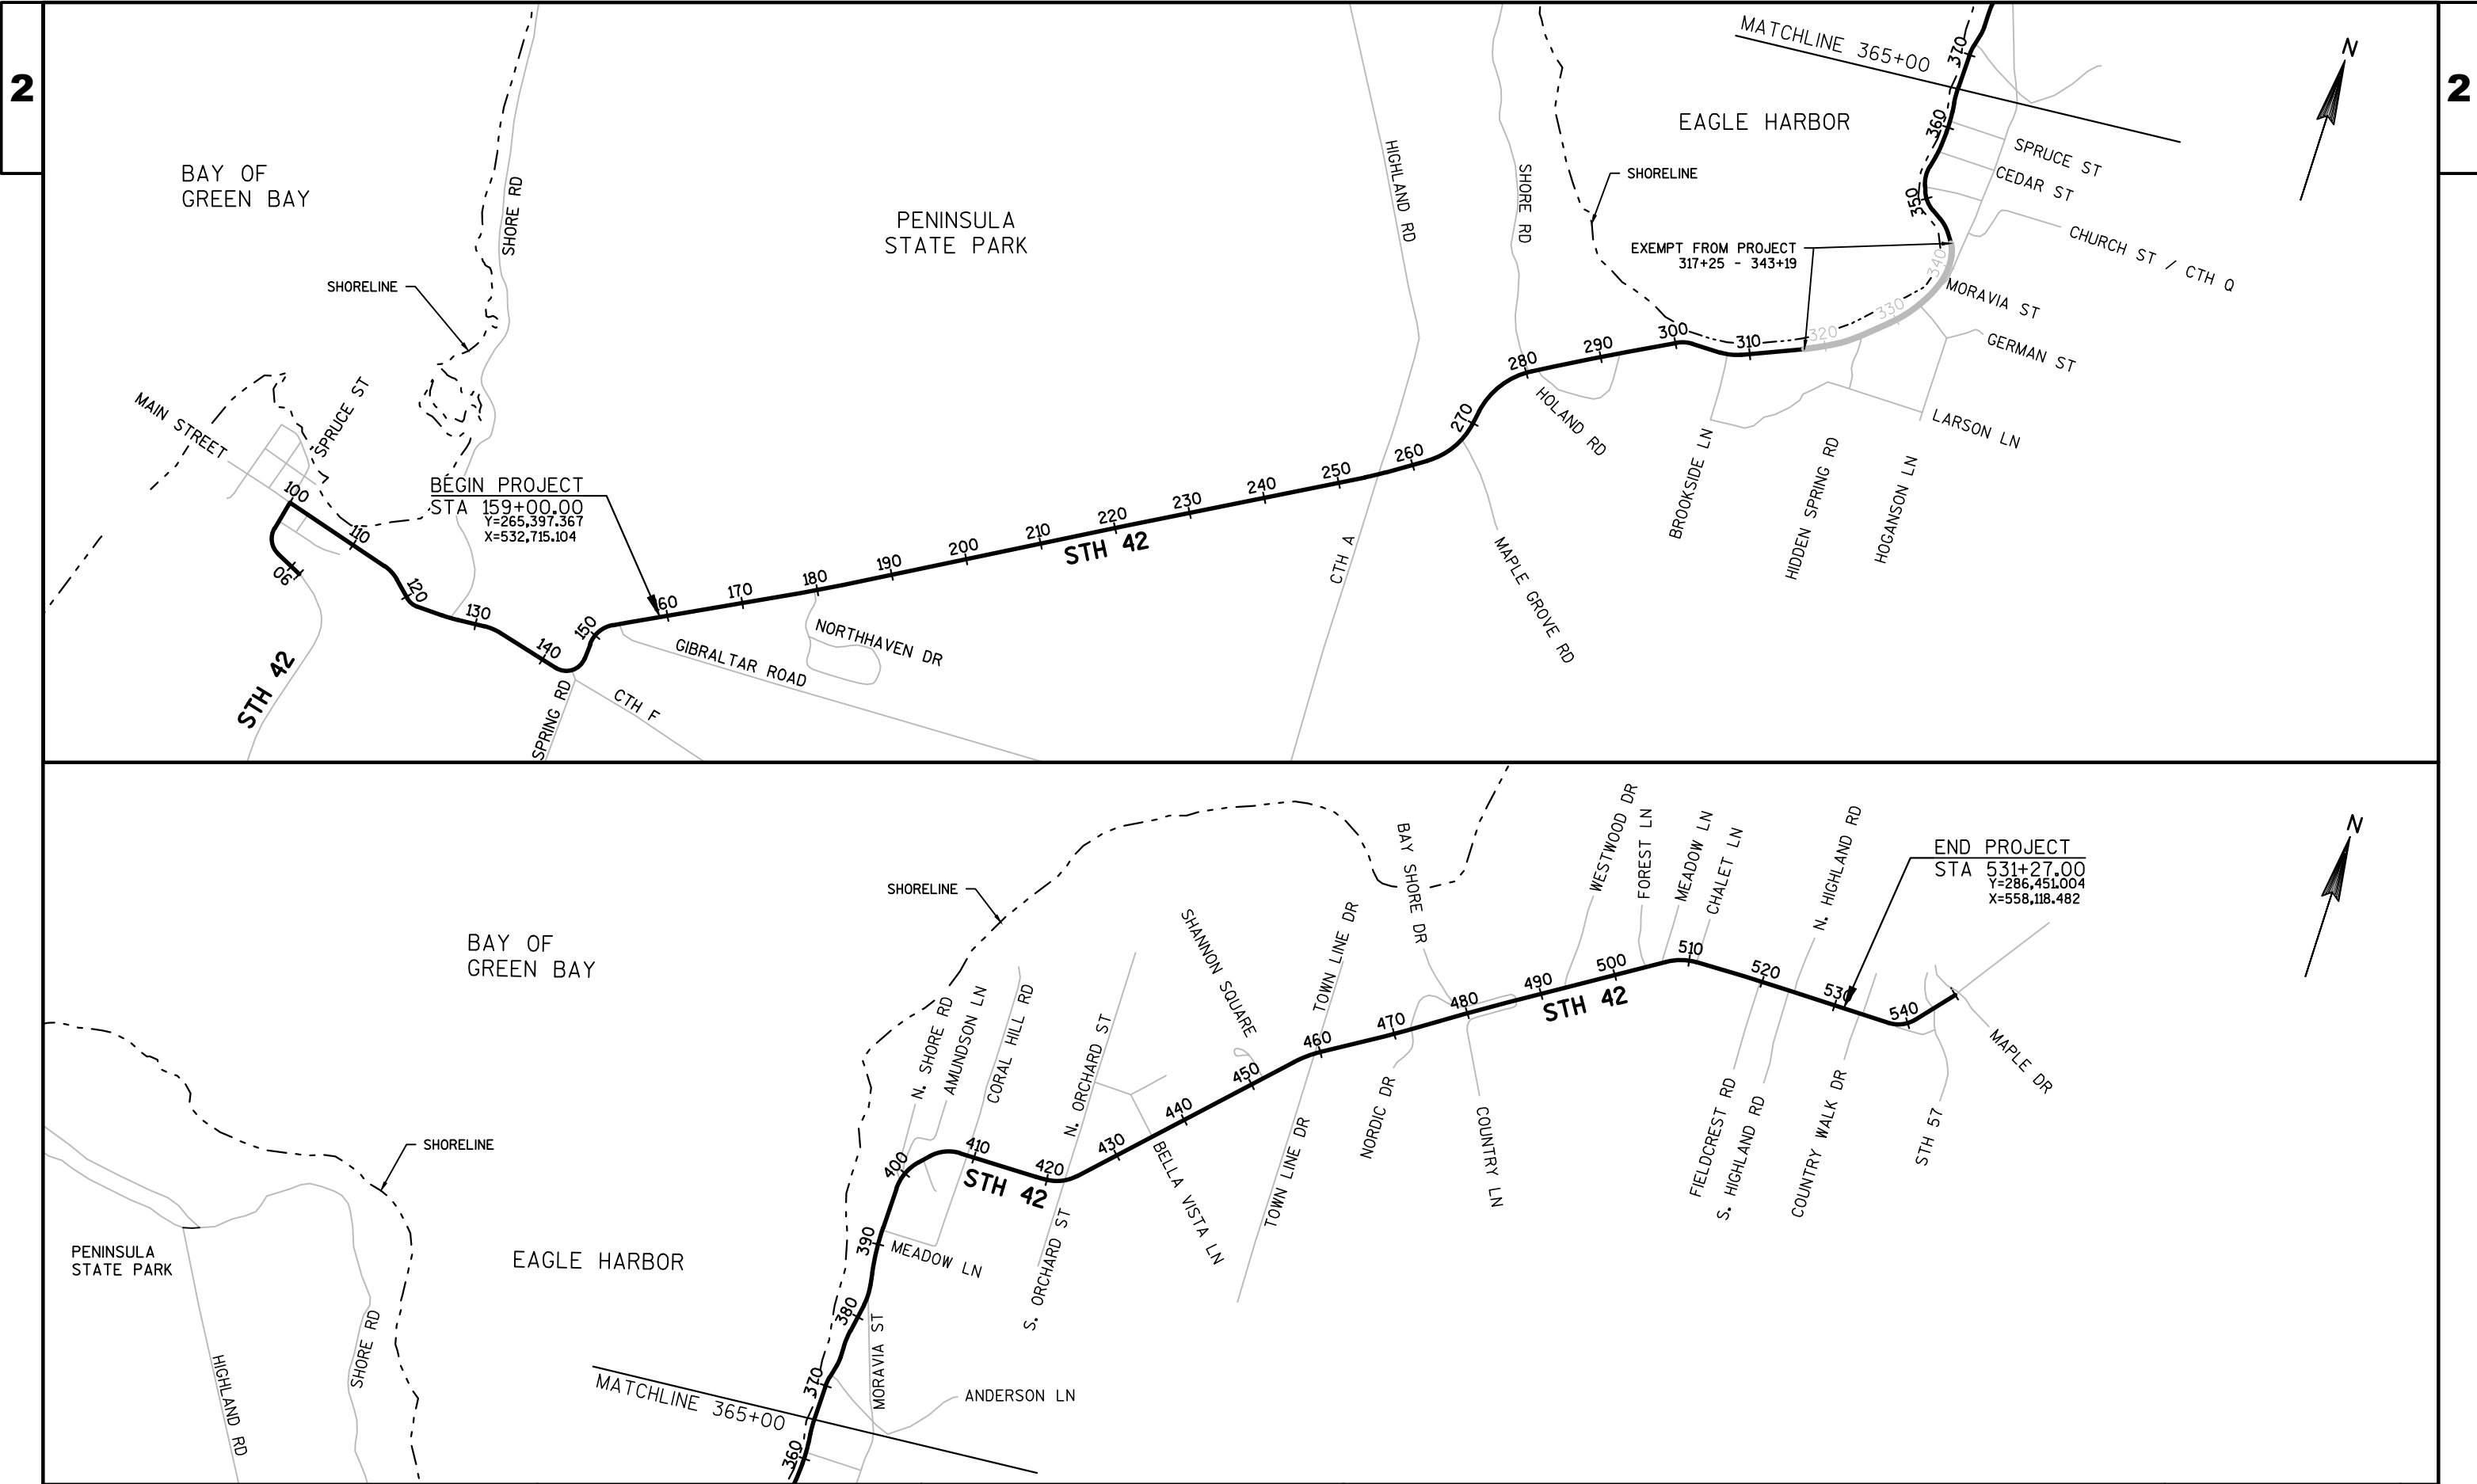 2
2
MATCHLINE 365+00
370
N
EAGLE HARBOR
360
SPRUCE ST
CEDAR ST
350
CHURCH ST / CTH Q
BAY OF
GREEN BAY
SHORE RD
PENINSULA
STATE PARK
HIGHLAND RD
SHORE RD
SHORELINE
EXEMPT FROM PROJECT
317+25 - 343+19
340
MORAVIA ST
330
320
GERMAN ST
SHORELINE
310
300
290
280
270
260
250
240
230
220
210
200
190
180
170
60
HOLAND RD
LARSON LN
BROOKSIDE LN
HIDDEN SPRING RD
HOGANSON LN
MAIN STREET
SPRUCE ST
BEGIN PROJECT
STA 159+00.00
Y=265,397.367
X=532,715.104
STH 42
CTH A
MAPLE GROVE RD
100
110
90
120
130
140
150
NORTHHAVEN DR
GIBRALTAR ROAD
STH 42
SPRING RD
CTH F
BAY SHORE DR
WESTWOOD DR
FOREST LN
MEADOW LN
CHALET LN
N. HIGHLAND RD
END PROJECT
STA 531+27.00
Y=286,451.004
X=558,118.482
N
SHORELINE
BAY OF
GREEN BAY
SHANNON SQUARE
TOWN LINE DR
N. SHORE RD
AMUNDSON LN
CORAL HILL RD
N. ORCHARD ST
400
410
420
430
440
450
460
470
480
490
500
510
520
530
540
STH 42
STH 42
MAPLE DR
NORDIC DR
COUNTRY LN
FIELDCREST RD
S. HIGHLAND RD
COUNTRY WALK DR
STH 57
BELLA VISTA LN
TOWN LINE DR
S. ORCHARD ST
SHORELINE
PENINSULA
STATE PARK
EAGLE HARBOR
390
MEADOW LN
380
SHORE RD
HIGHLAND RD
MORAVIA ST
370
MATCHLINE 365+00
ANDERSON LN
360